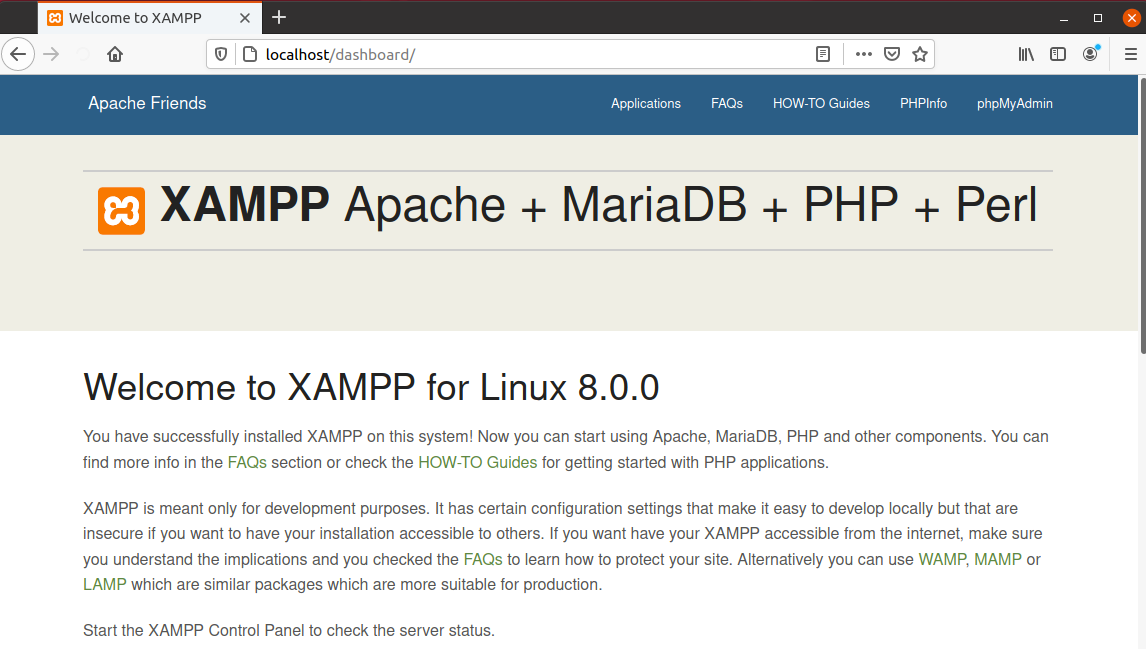 Welcome to XAMPP
localhost/dashboard/
Apache Friends
Applications FAQs HOW-TO Guides PHPInfo phpMyAdmin
XAMPP Apache + MariaDB + PHP + Perl
Welcome to XAMPP for Linux 8.0.0
You have successfully installed XAMPP on this system! Now you can start using Apache, MariaDB, PHP and other components. You can
find more info in the FAQs section or check the HOW-TO Guides for getting started with PHP applications.
XAMPP is meant only for development purposes. It has certain configuration settings that make it easy to develop locally but that are
insecure if you want to have your installation accessible to others. If you want have your XAMPP accessible from the internet, make sure
you understand the implications and you checked the FAQs to learn how to protect your site. Alternatively you can use WAMP, MAMP or
LAMP which are similar packages which are more suitable for production.
Start the XAMPP Control Panel to check the server status.